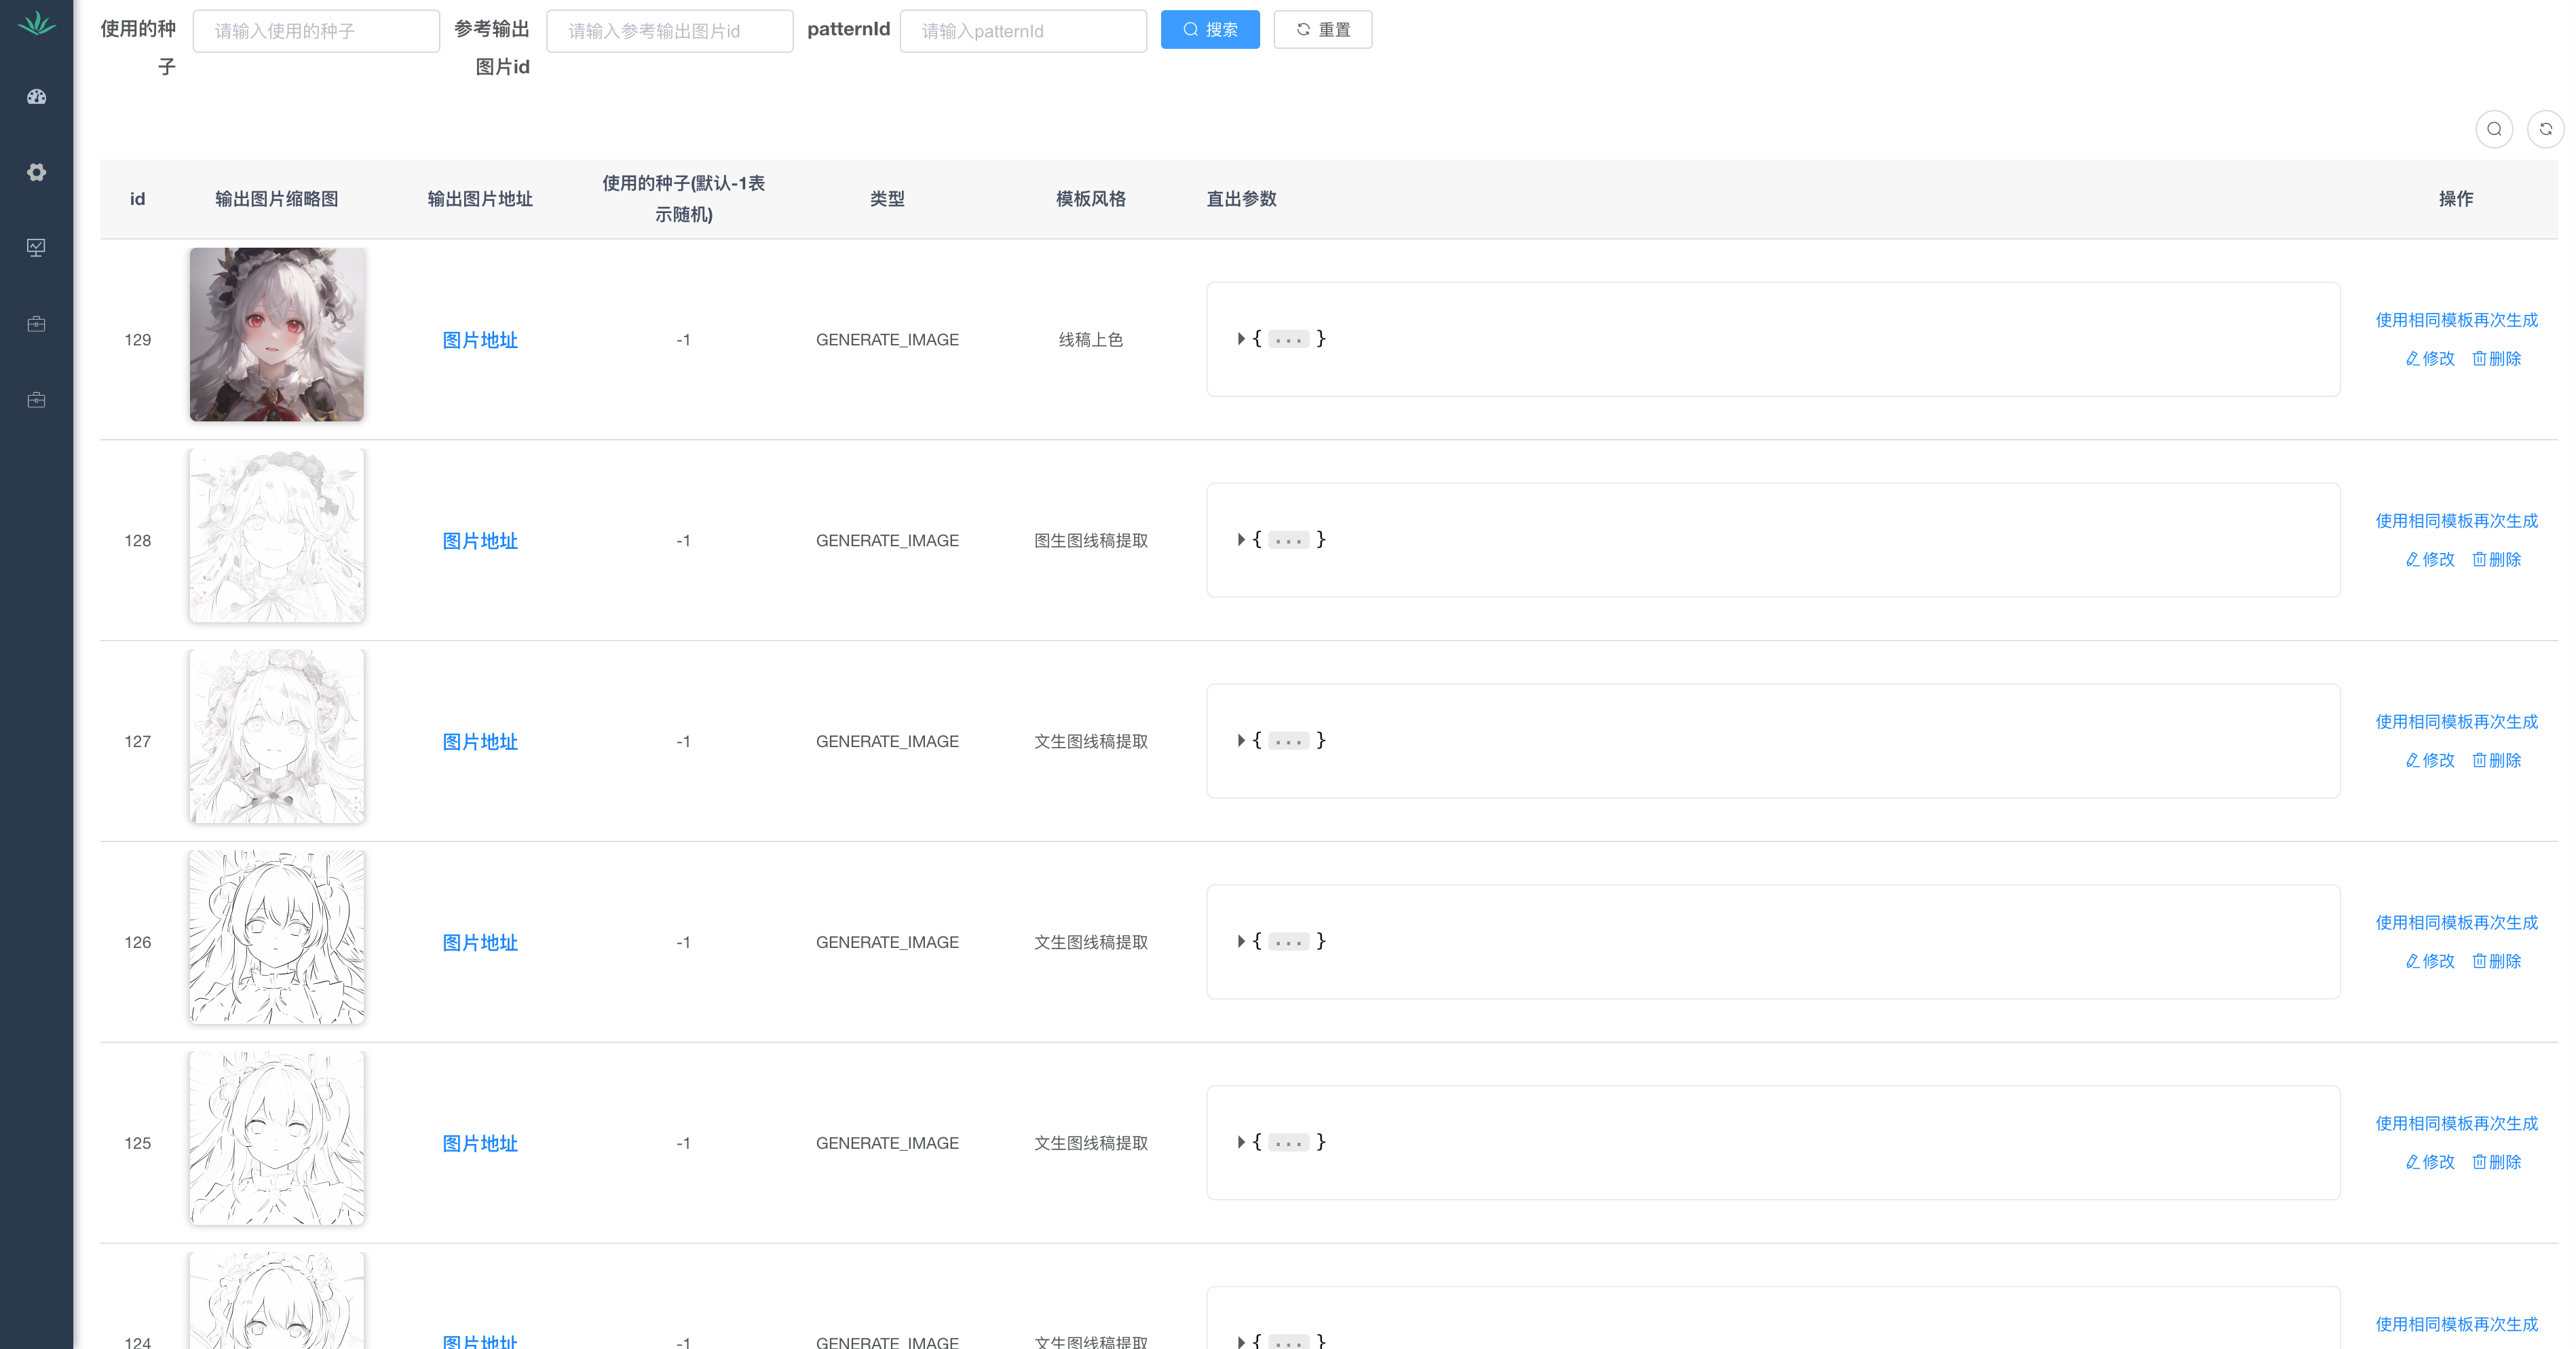 使用的种子
请输入使用的种子
参考输出图片id
请输入参考输出图片id
patternId
请输入patternId
搜索
重置
id
输出图片缩略图
输出图片地址
使用的种子(默认-1表示随机)
类型
模板风格
直出参数
操作
129
图片地址
-1
GENERATE_IMAGE
线稿上色
{ ... }
使用相同模板再次生成
修改 删除
128
图片地址
-1
GENERATE_IMAGE
图生图线稿提取
{ ... }
使用相同模板再次生成
修改 删除
127
图片地址
-1
GENERATE_IMAGE
文生图线稿提取
{ ... }
使用相同模板再次生成
修改 删除
126
图片地址
-1
GENERATE_IMAGE
文生图线稿提取
{ ... }
使用相同模板再次生成
修改 删除
125
图片地址
-1
GENERATE_IMAGE
文生图线稿提取
{ ... }
使用相同模板再次生成
修改 删除
124
图片地址
-1
GENERATE_IMAGE
文生图线稿提取
{ ... }
使用相同模板再次生成